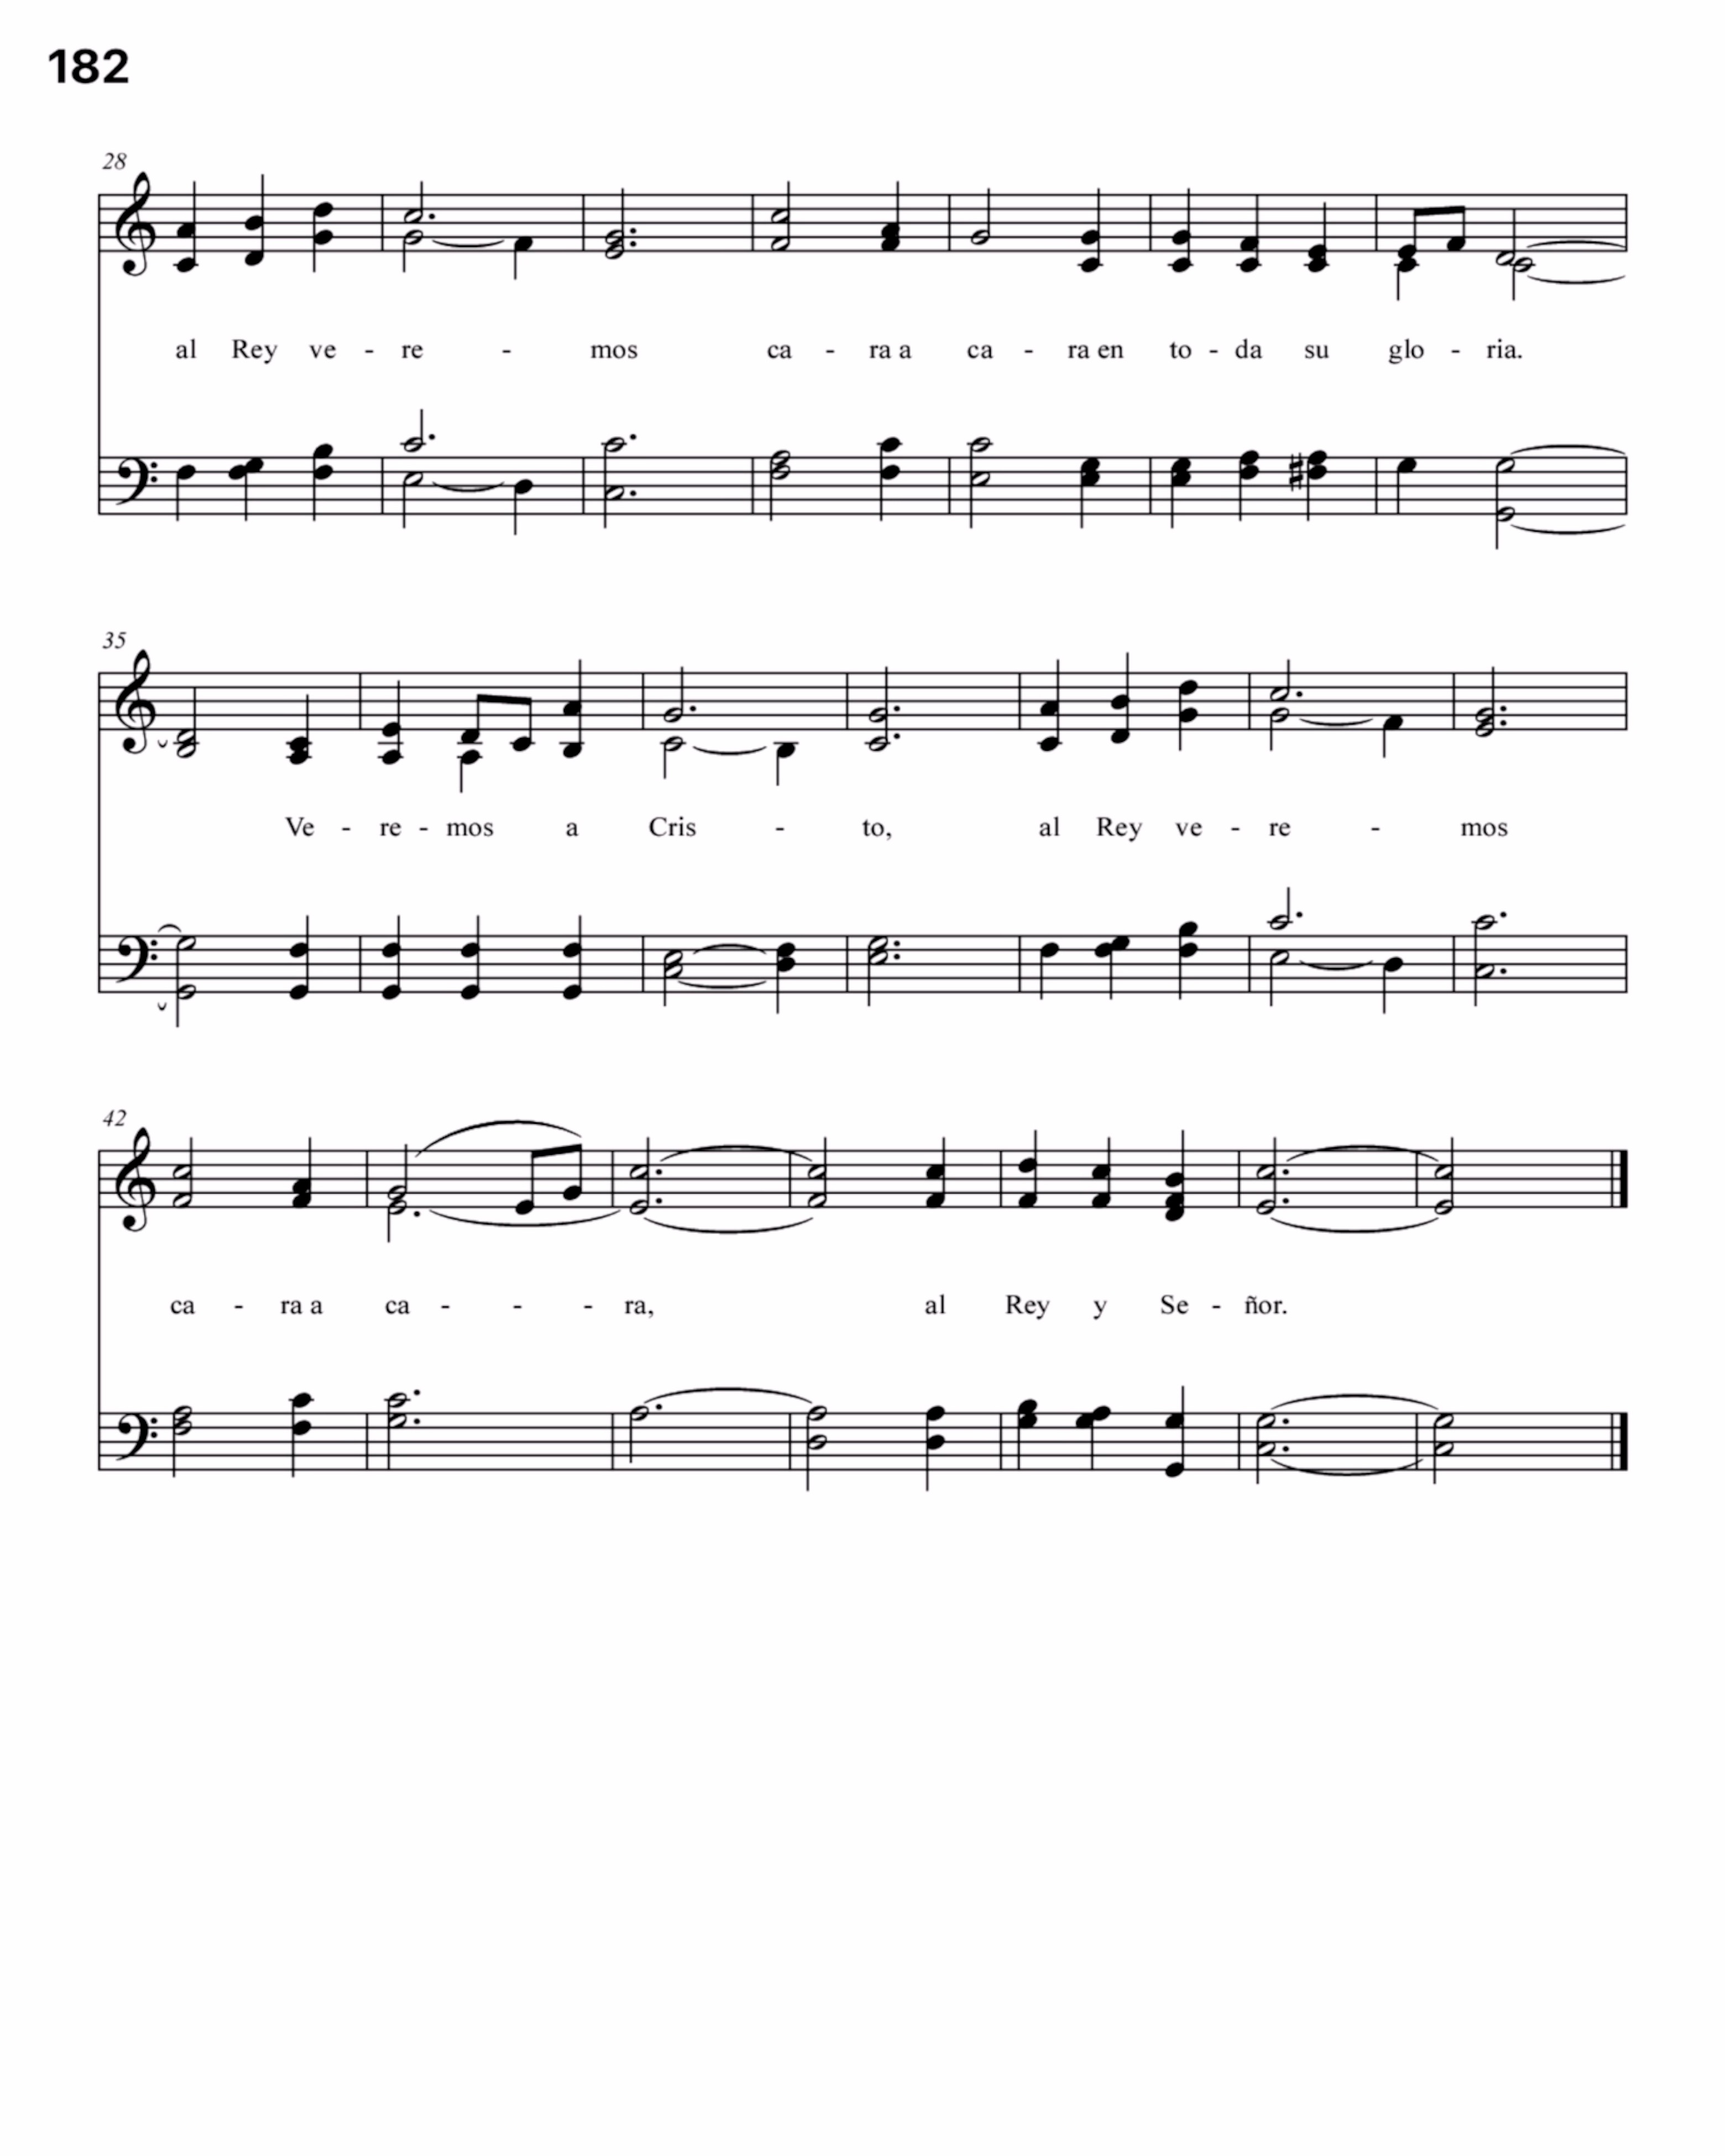 182
28
al Rey ve - re - mos ca - ra a ca - ra en to - da su glo - ria.
35
Ve - re - mos a Cris - to, al Rey ve - re - mos
42
ca - ra a ca - - - ra, al Rey y Se - ñor.